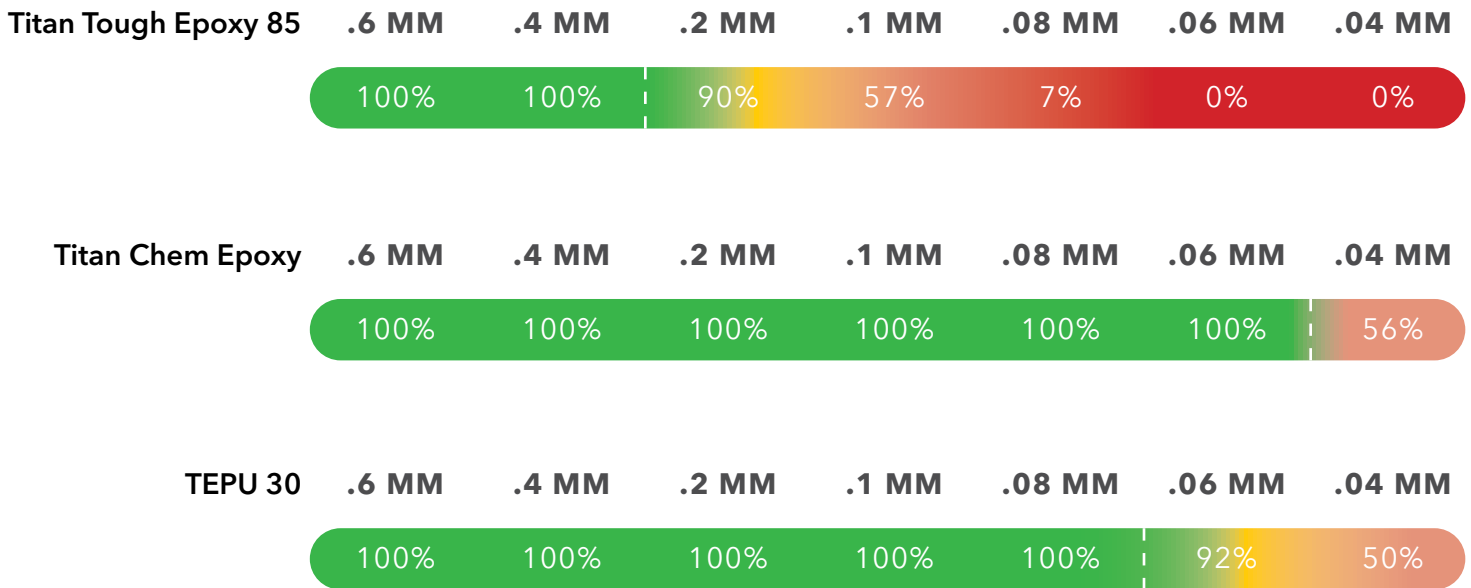 Titan Tough Epoxy 85 .6 MM .4 MM .2 MM .1 MM .08 MM .06 MM .04 MM
100% 100% 90% 57% 7% 0% 0%
Titan Chem Epoxy .6 MM .4 MM .2 MM .1 MM .08 MM .06 MM .04 MM
100% 100% 100% 100% 100% 100% 56%
TEPU 30 .6 MM .4 MM .2 MM .1 MM .08 MM .06 MM .04 MM
100% 100% 100% 100% 100% 92% 50%